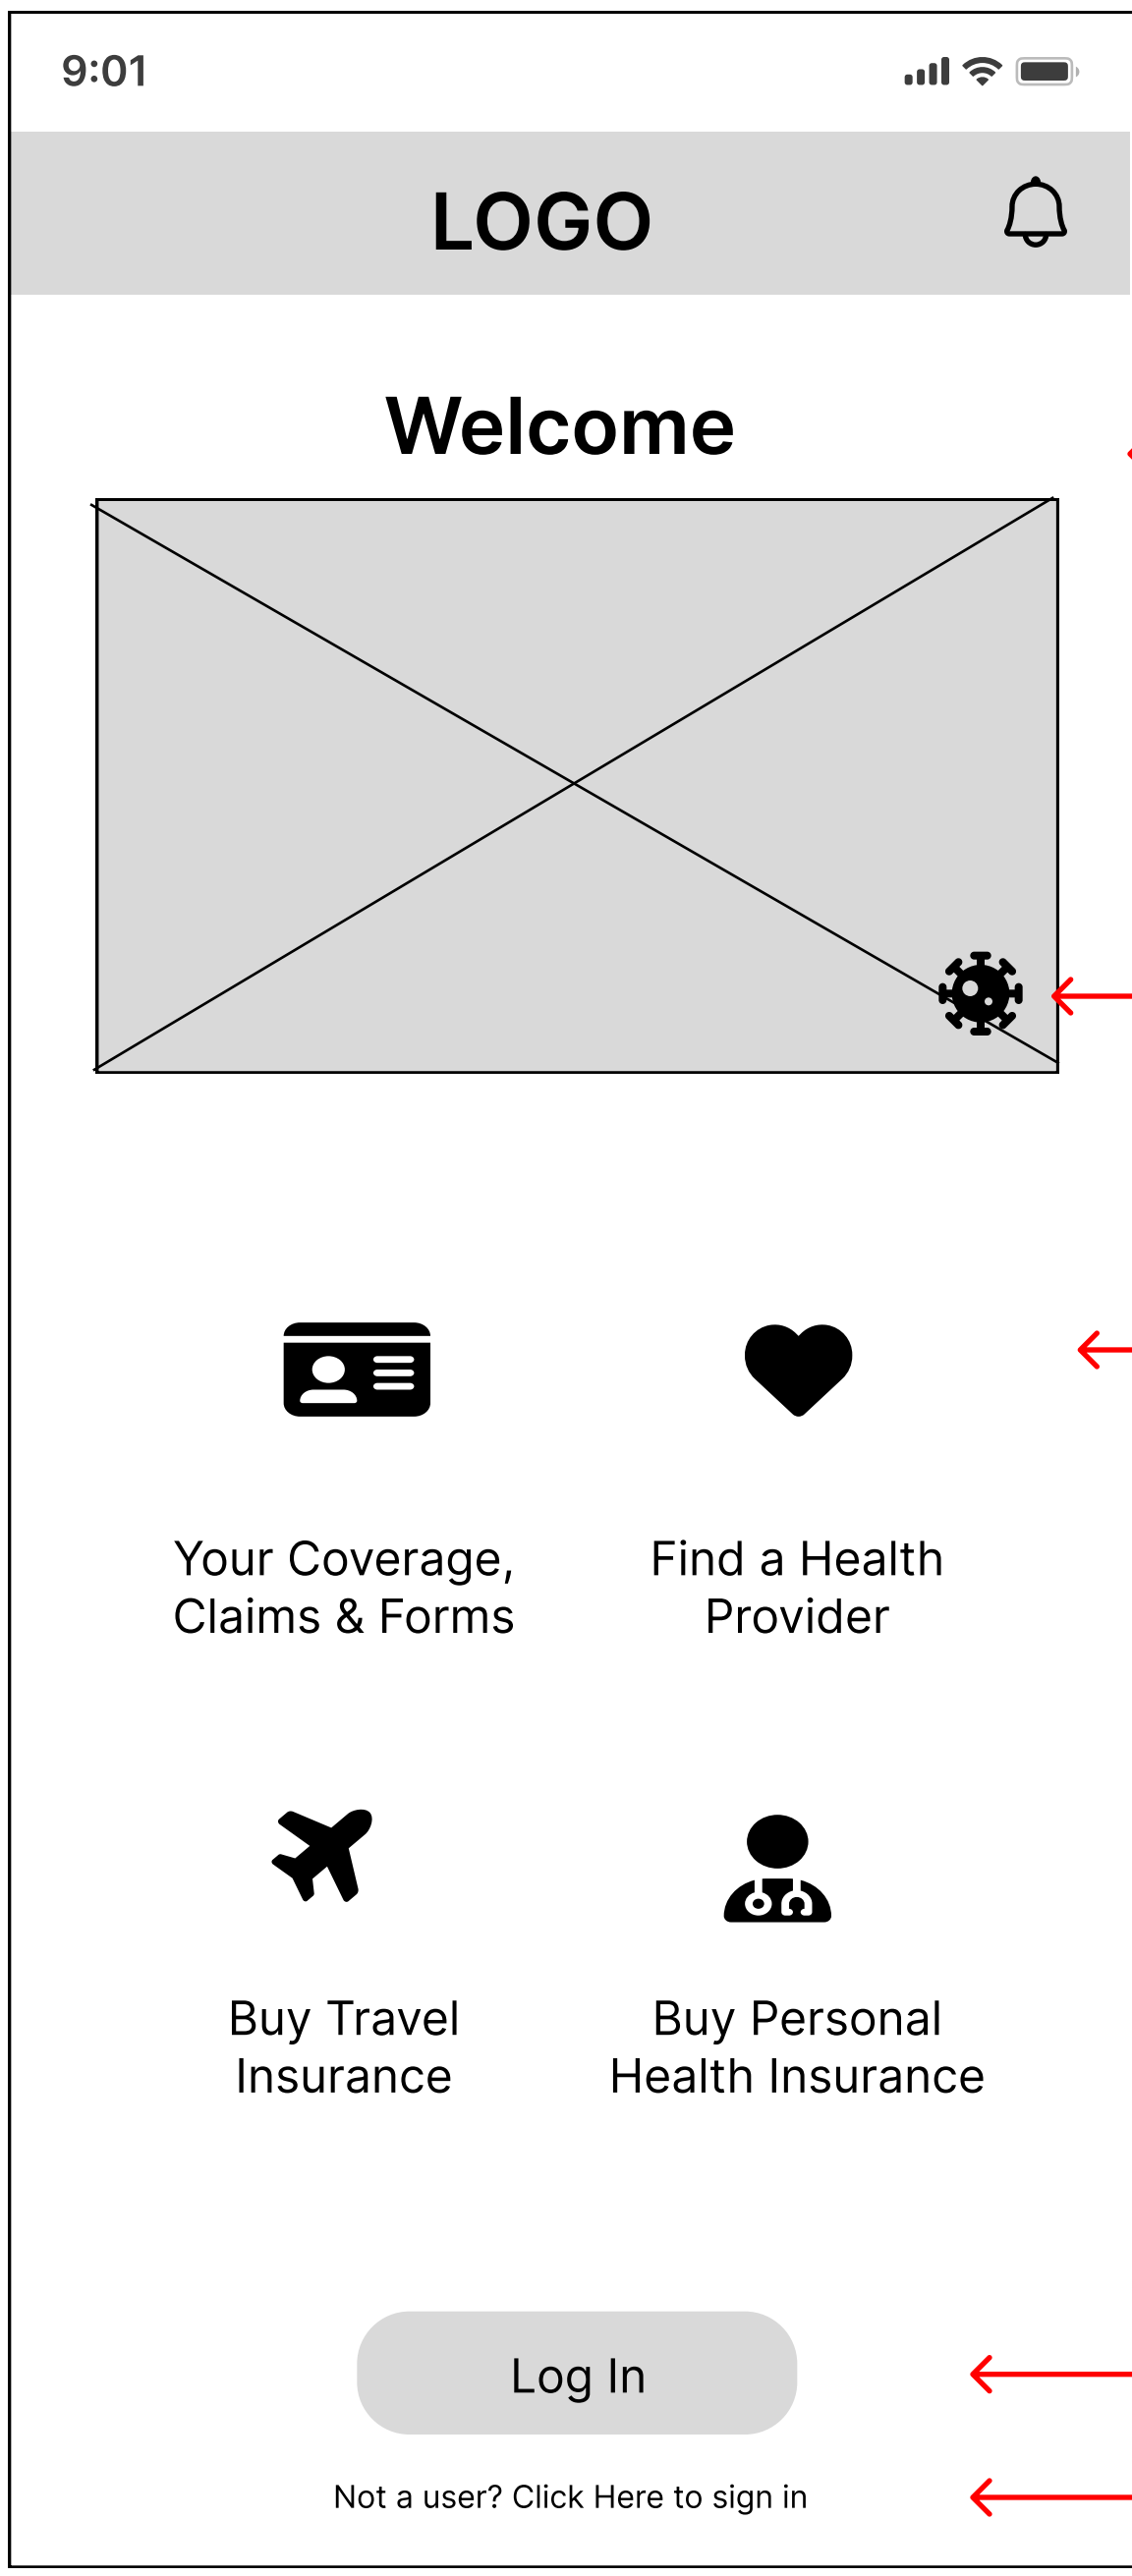 9:01
LOGO
Welcome
Your Coverage,
Claims & Forms
Find a Health
Provider
Buy Travel
Insurance
Buy Personal
Health Insurance
Log In
Not a user? Click Here to sign in